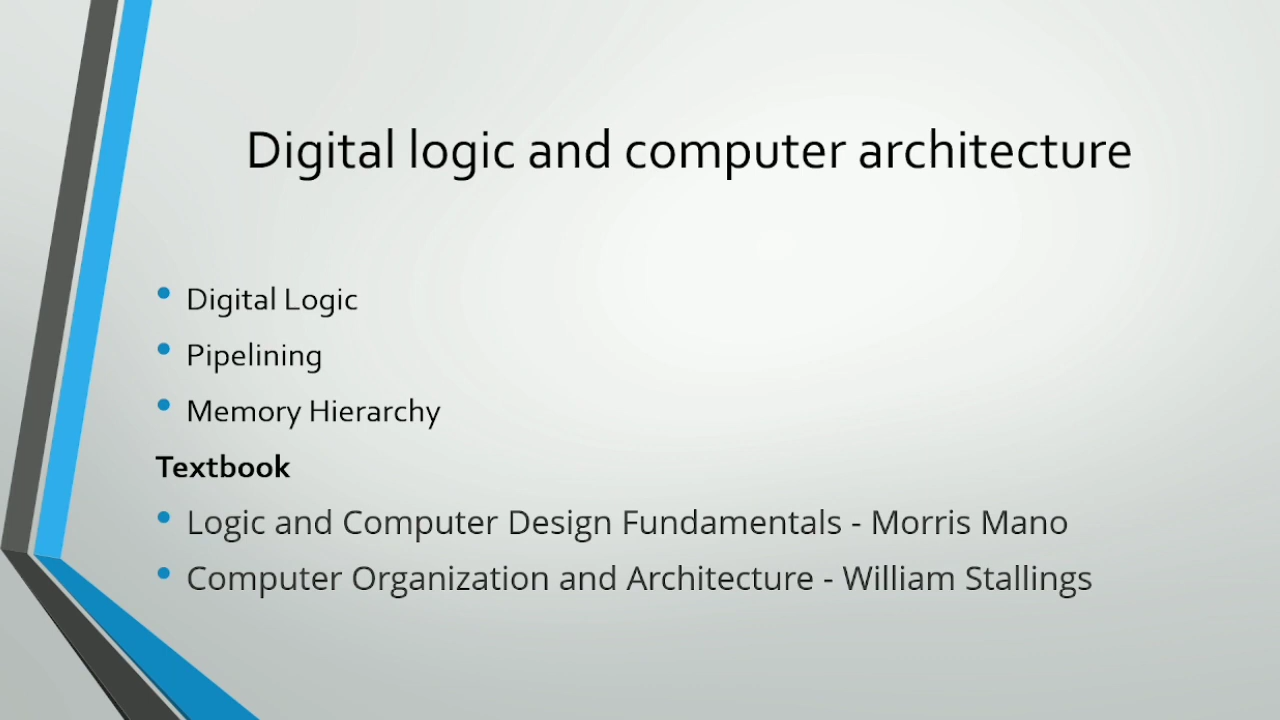 Digital logic and computer architecture
• Digital Logic
• Pipelining
• Memory Hierarchy
Textbook
• Logic and Computer Design Fundamentals - Morris Mano
• Computer Organization and Architecture - William Stallings